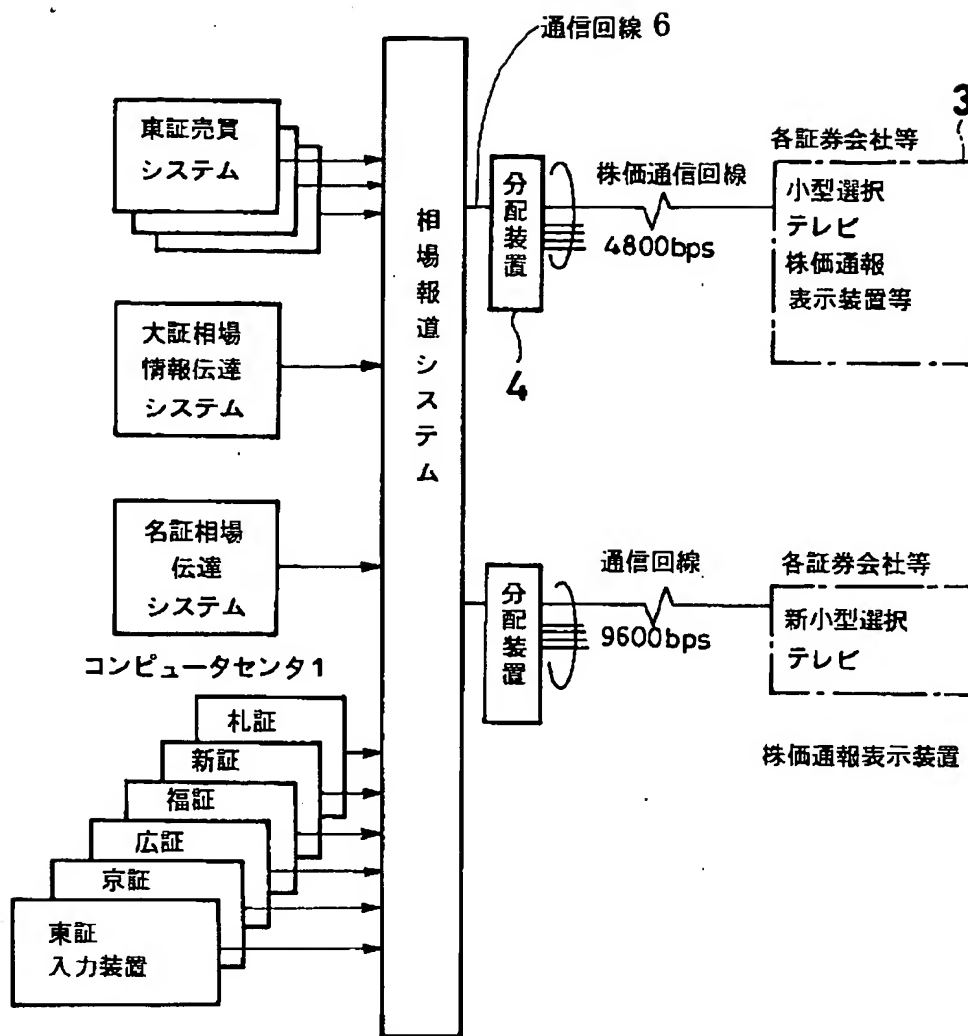 通信回線 6
東証売買
システム
大証相場
情報伝達
システム
名証相場
伝達
システム
コンピュータセンタ1
札証
新証
福証
広証
京証
東証
入力装置
相場報道システム
分配装置
4
株価通信回線
4800bps
各証券会社等
3
小型選択
テレビ
株価通報
表示装置等
分配装置
通信回線
9600bps
各証券会社等
新小型選択
テレビ
株価通報表示装置